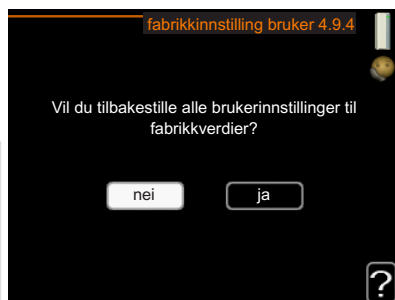 fabrikkinnstilling bruker 4.9.4
Vil du tilbakestille alle brukerinnstillinger til
fabrikkverdier?
nei
ja
?